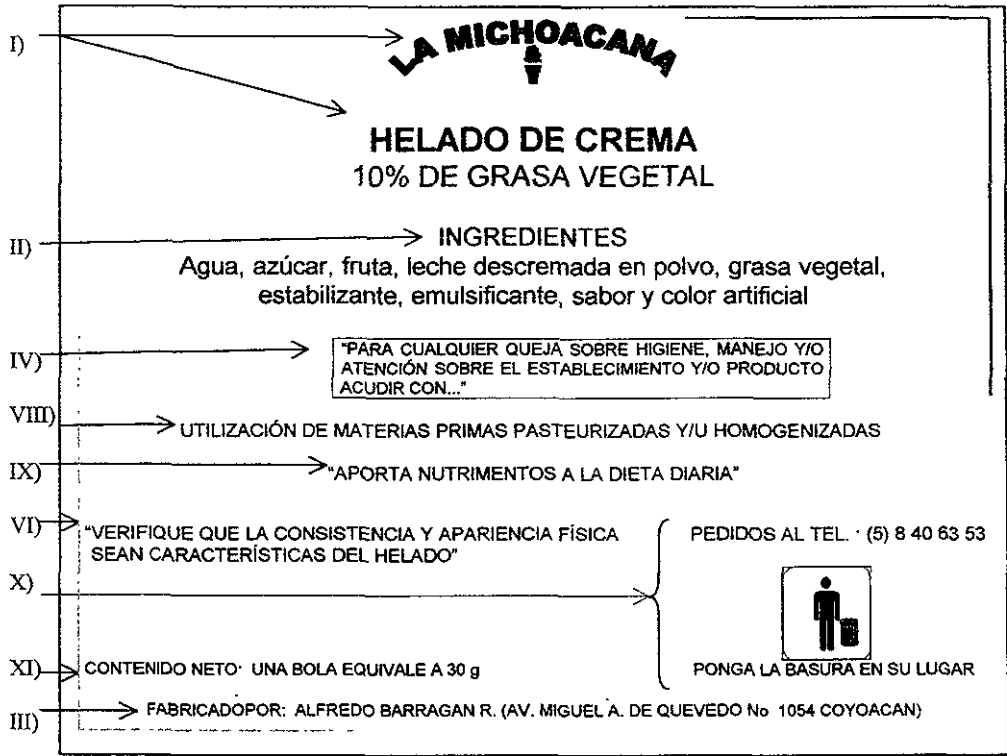 I)
LA MICHOACANA
HELADO DE CREMA
10% DE GRASA VEGETAL
II)
INGREDIENTES
Agua, azúcar, fruta, leche descremada en polvo, grasa vegetal,
estabilizante, emulsificante, sabor y color artificial
IV)
"PARA CUALQUIER QUEJA SOBRE HIGIENE, MANEJO Y/O
ATENCIÓN SOBRE EL ESTABLECIMIENTO Y/O PRODUCTO
ACUDIR CON..."
VIII)
UTILIZACIÓN DE MATERIAS PRIMAS PASTEURIZADAS Y/U HOMOGENIZADAS
IX)
"APORTA NUTRIMENTOS A LA DIETA DIARIA"
VI)
"VERIFIQUE QUE LA CONSISTENCIA Y APARIENCIA FÍSICA
SEAN CARACTERÍSTICAS DEL HELADO"
X)
PEDIDOS AL TEL. · (5) 8 40 63 53
PONGA LA BASURA EN SU LUGAR
XI)
CONTENIDO NETO· UNA BOLA EQUIVALE A 30 g
III)
FABRICADOPOR: ALFREDO BARRAGAN R. (AV. MIGUEL A. DE QUEVEDO No 1054 COYOACAN)